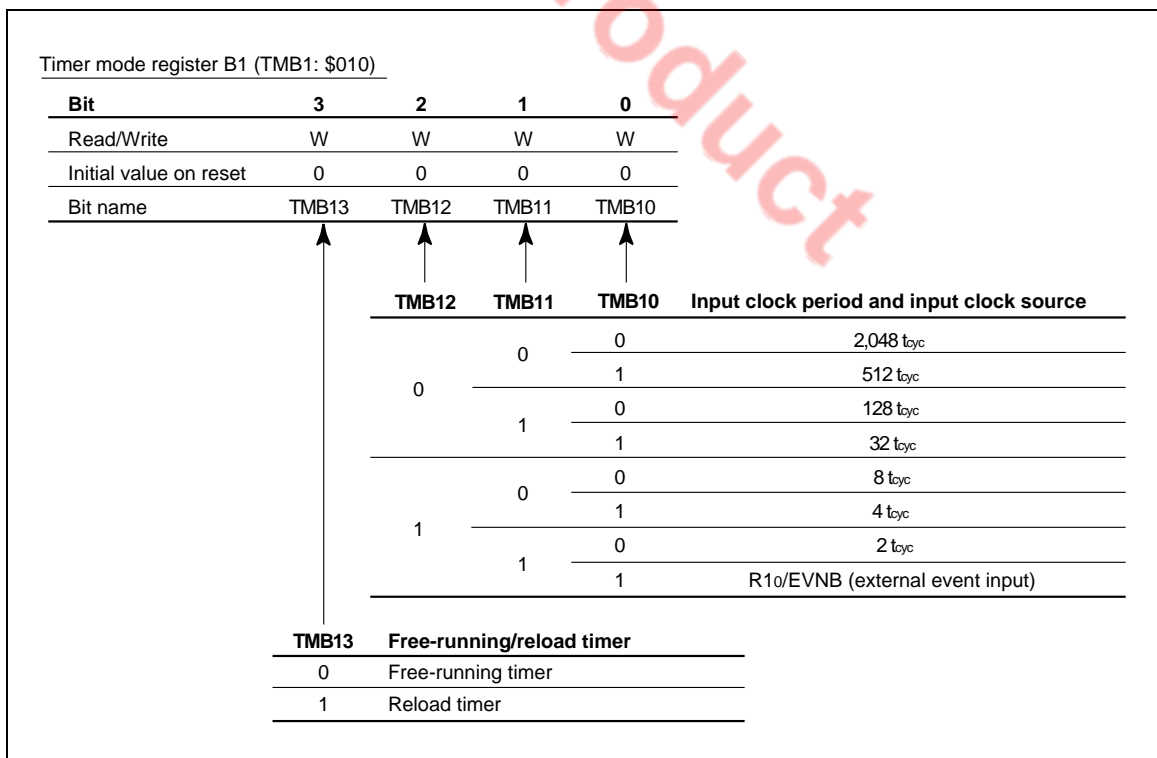 Product
Timer mode register B1 (TMB1: $010)
Bit 3 2 1 0
Read/Write W W W W
Initial value on reset 0 0 0 0
Bit name TMB13 TMB12 TMB11 TMB10
TMB12 TMB11 TMB10 Input clock period and input clock source
0 0 0 2,048 tcyc
1 512 tcyc
1 0 128 tcyc
1 32 tcyc
1 0 0 8 tcyc
1 4 tcyc
1 0 2 tcyc
1 R10/EVNB (external event input)
TMB13 Free-running/reload timer
0 Free-running timer
1 Reload timer